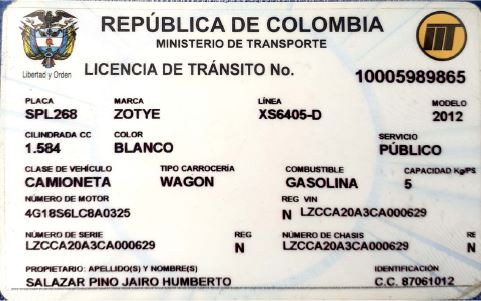 REPÚBLICA DE COLOMBIA
MINISTERIO DE TRANSPORTE
Libertad y Orden
LICENCIA DE TRÁNSITO No. 10005989865
PLACA MARCA LÍNEA MODELO
SPL268 ZOTYE XS6405-D 2012
CILINDRADA CC COLOR SERVICIO
1.584 BLANCO PÚBLICO
CLASE DE VEHÍCULO TIPO CARROCERÍA COMBUSTIBLE CAPACIDAD Kg/PS
CAMIONETA WAGON GASOLINA 5
NÚMERO DE MOTOR REG VIN
4G18S6LC8A0325 N LZCCA20A3CA000629
NÚMERO DE SERIE REG NÚMERO DE CHASIS RE
LZCCA20A3CA000629 N LZCCA20A3CA000629 N
PROPIETARIO: APELLIDO(S) Y NOMBRE(S) IDENTIFICACIÓN
SALAZAR PINO JAIRO HUMBERTO C.C. 87061012